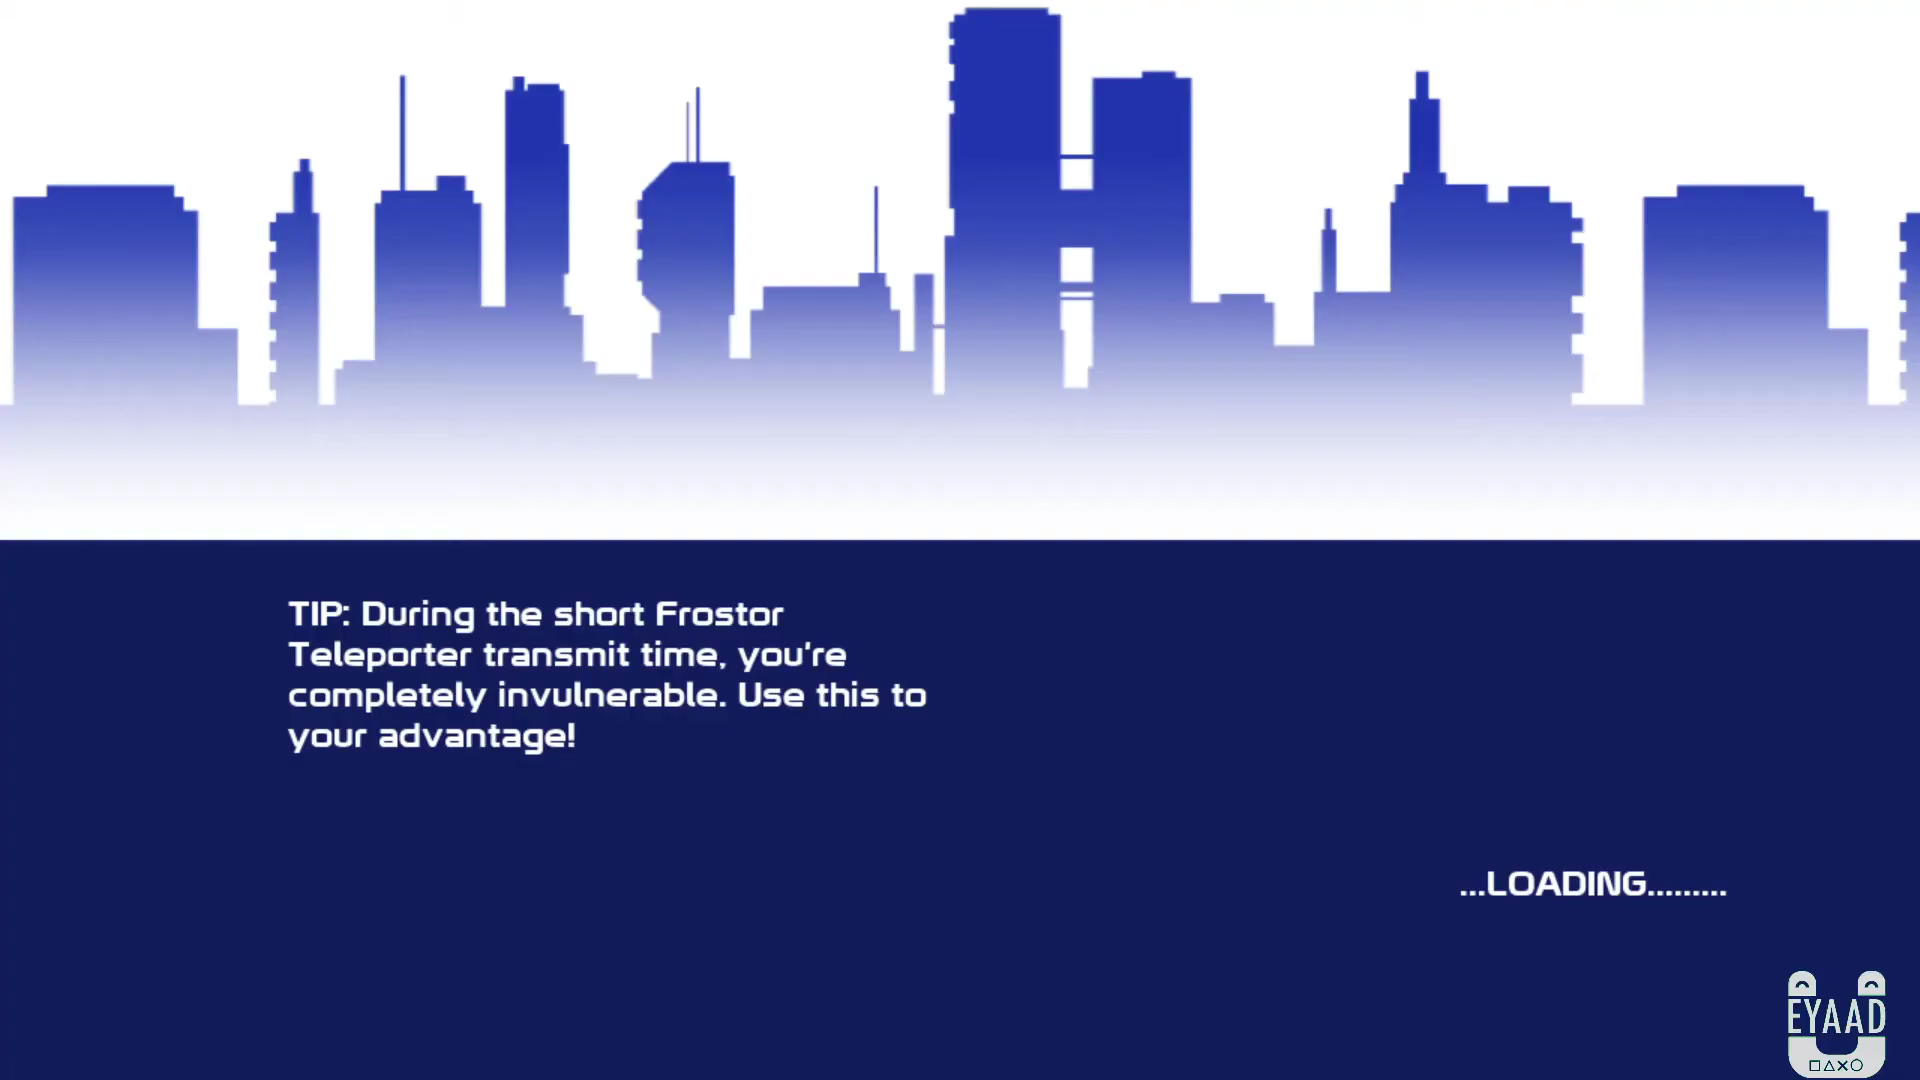 TIP: During the short Frostor
Teleporter transmit time, you're
completely invulnerable. Use this to
your advantage!
...LOADING.........
EYAAD